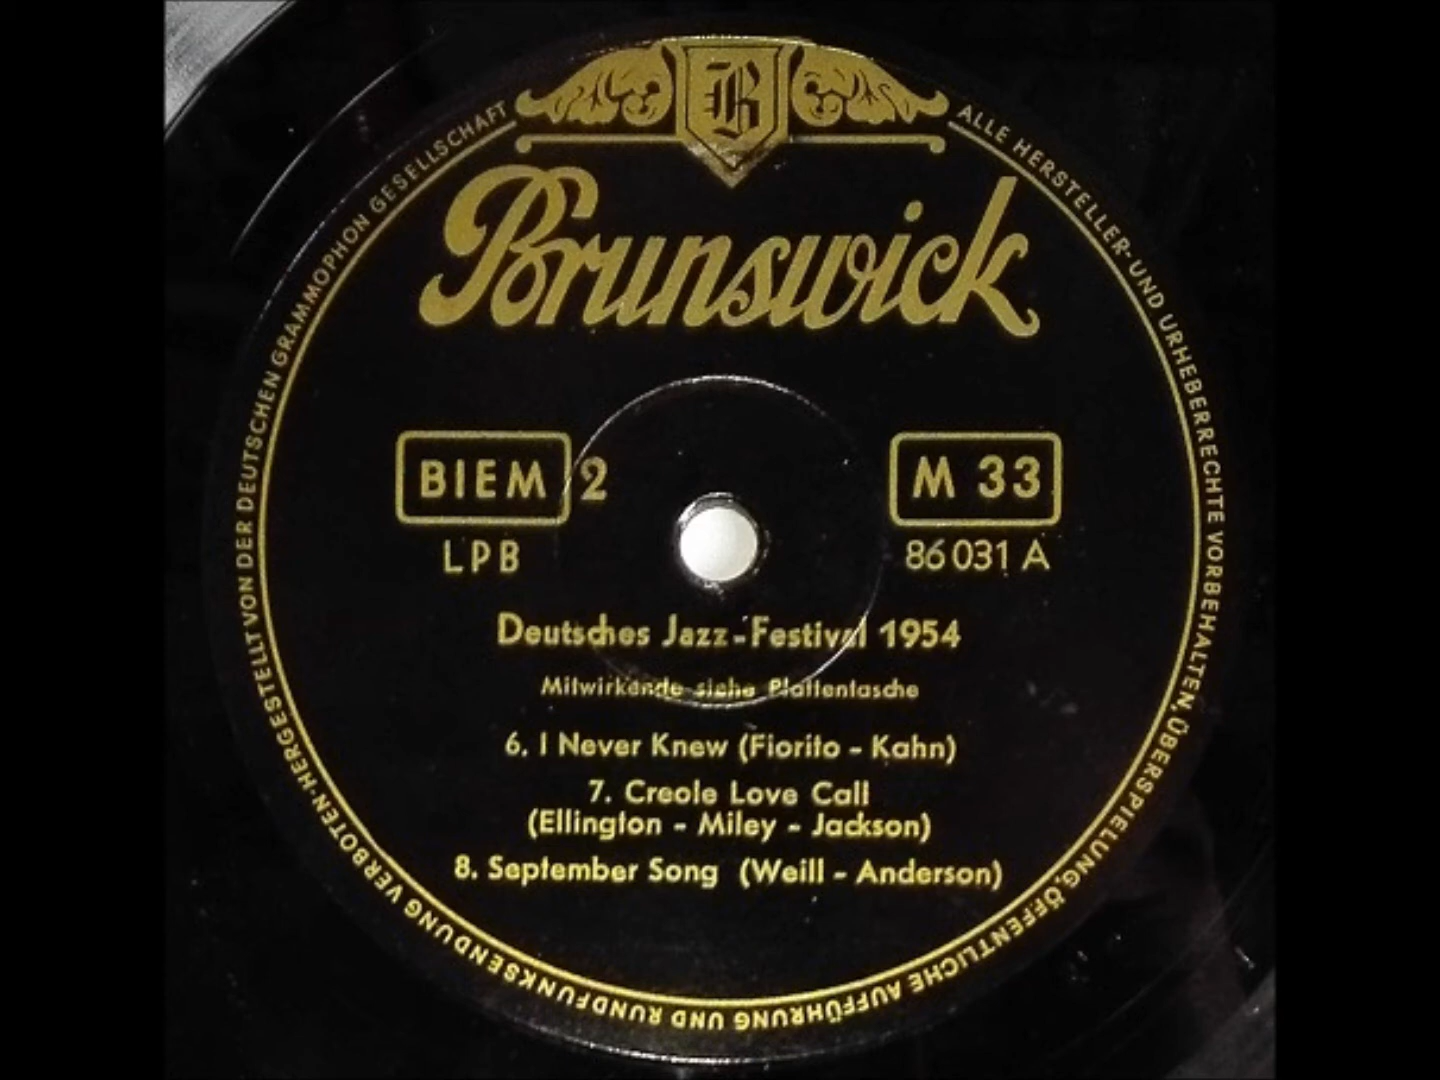 B
Brunswick
BIEM 2
M 33
LPB
86 031 A
Deutsches Jazz-Festival 1954
Mitwirkende siehe Plattentasche
6. I Never Knew (Fiorito - Kahn)
7. Creole Love Call
(Ellington - Miley - Jackson)
8. September Song (Weill - Anderson)
ALLE HERSTELLER- UND URHEBERRECHTE VORBEHALTEN, ÜBERSPIELUNG, ÖFFENTLICHE AUFFÜHRUNG UND RUNDFUNKSENDUNG VERBOTEN·HERGESTELLT VON DER DEUTSCHEN GRAMMOPHON GESELLSCHAFT